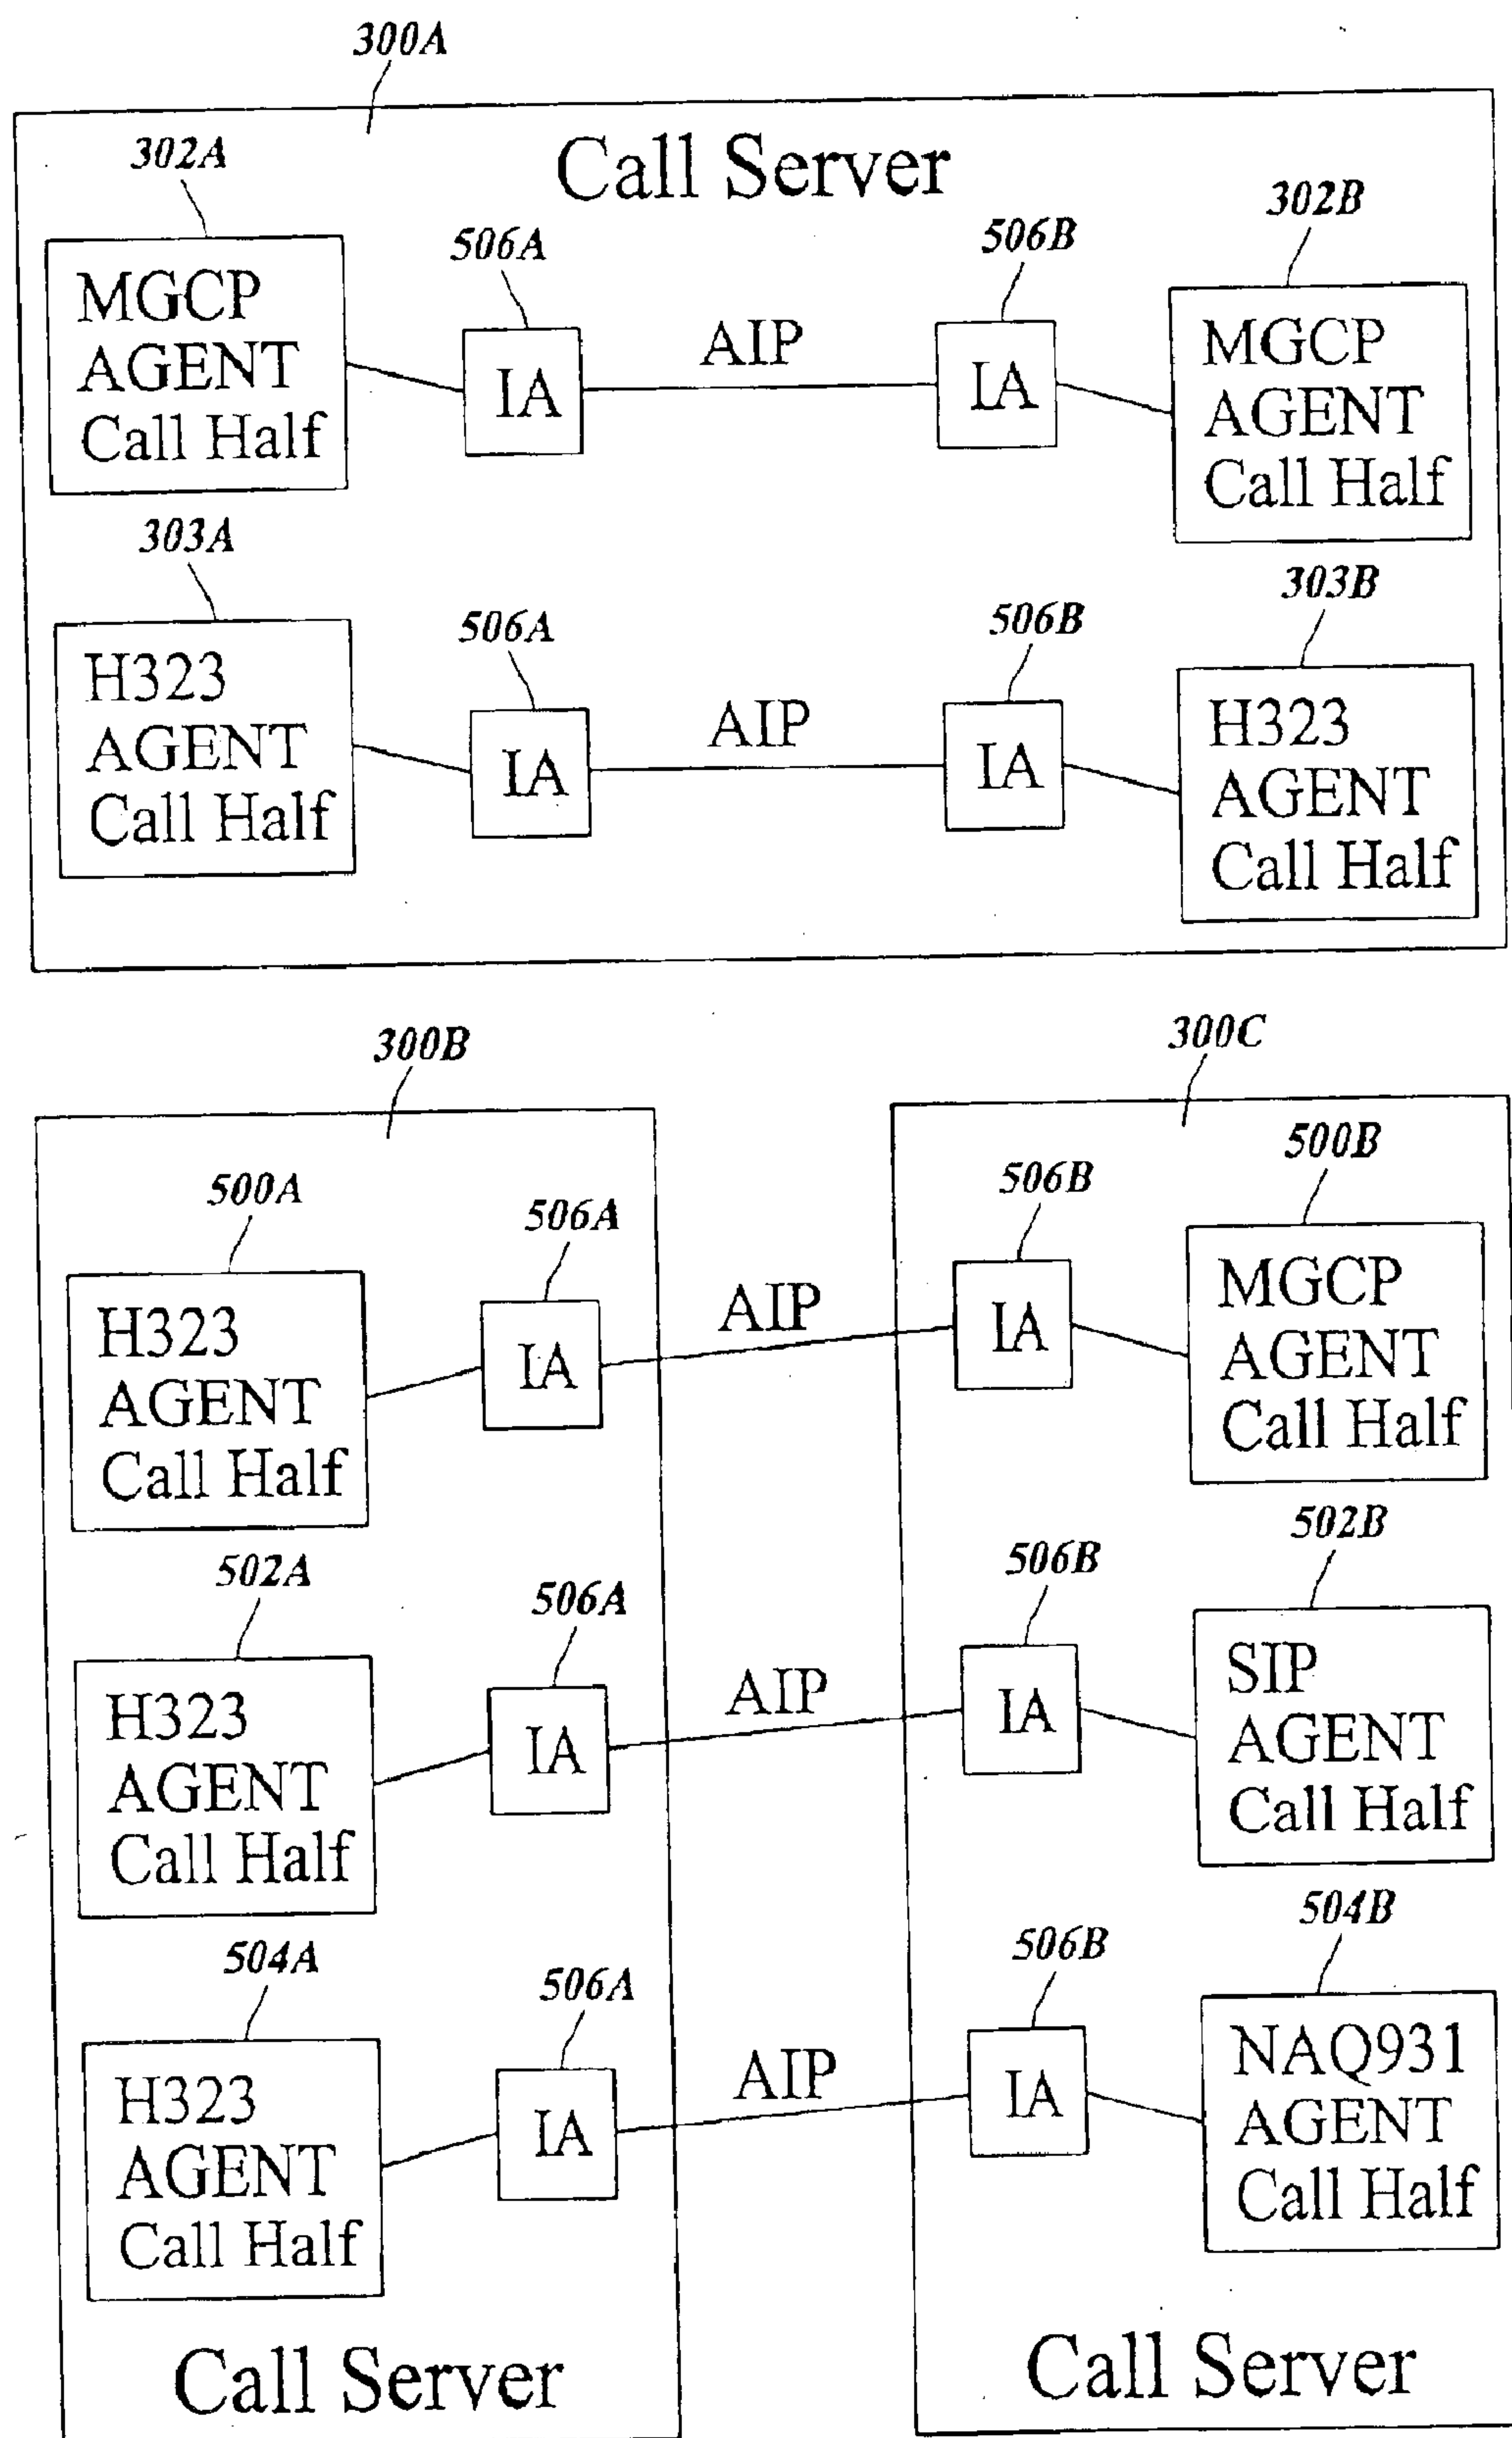 300A
Call Server
302A
506A
506B
302B
MGCP
AGENT
Call Half
IA
AIP
IA
MGCP
AGENT
Call Half
303A
506A
506B
303B
H323
AGENT
Call Half
IA
AIP
IA
H323
AGENT
Call Half
300B
300C
500A
506A
506B
500B
H323
AGENT
Call Half
IA
AIP
IA
MGCP
AGENT
Call Half
502A
506A
506B
502B
H323
AGENT
Call Half
IA
AIP
IA
SIP
AGENT
Call Half
504A
506A
506B
504B
H323
AGENT
Call Half
IA
AIP
IA
NAQ931
AGENT
Call Half
Call Server
Call Server